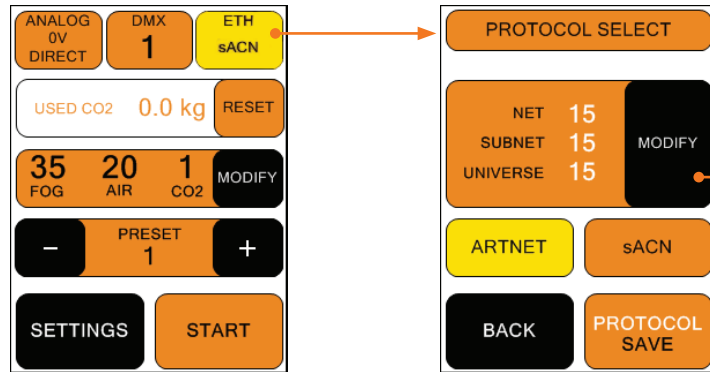 ANALOG
0V
DIRECT
DMX
1
ETH
sACN
USED CO2 0.0 kg RESET
35 20 1
FOG AIR CO2
MODIFY
-
PRESET
1
+
SETTINGS START
PROTOCOL SELECT
NET 15
SUBNET 15
UNIVERSE 15
MODIFY
ARTNET sACN
BACK
PROTOCOL
SAVE